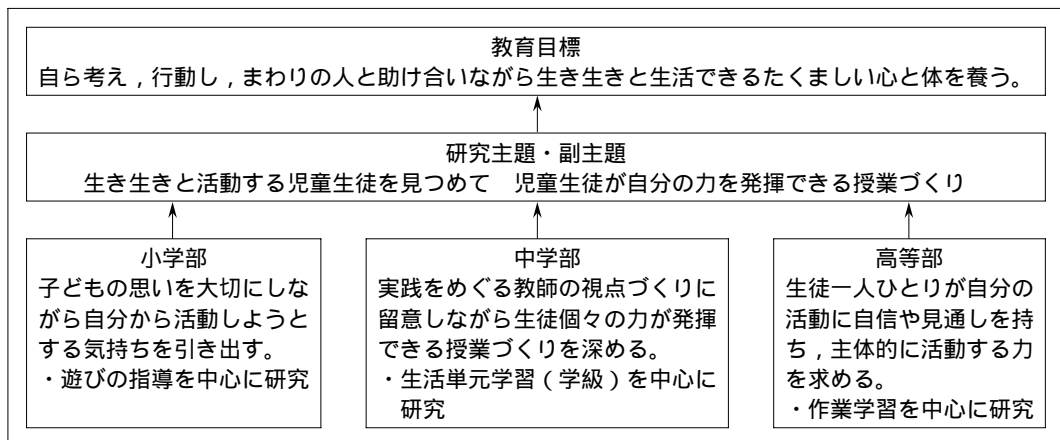 教育目標
自ら考え，行動し，まわりの人と助け合いながら生き生きと生活できるたくましい心と体を養う。
研究主題・副主題
生き生きと活動する児童生徒を見つめて　児童生徒が自分の力を発揮できる授業づくり
小学部
子どもの思いを大切にしな
がら自分から活動しようと
する気持ちを引き出す。
・遊びの指導を中心に研究
中学部
実践をめぐる教師の視点づくりに
留意しながら生徒個々の力が発揮
できる授業づくりを深める。
・生活単元学習（学級）を中心に
研究
高等部
生徒一人ひとりが自分の
活動に自信や見通しを持
ち，主体的に活動する力
を求める。
・作業学習を中心に研究